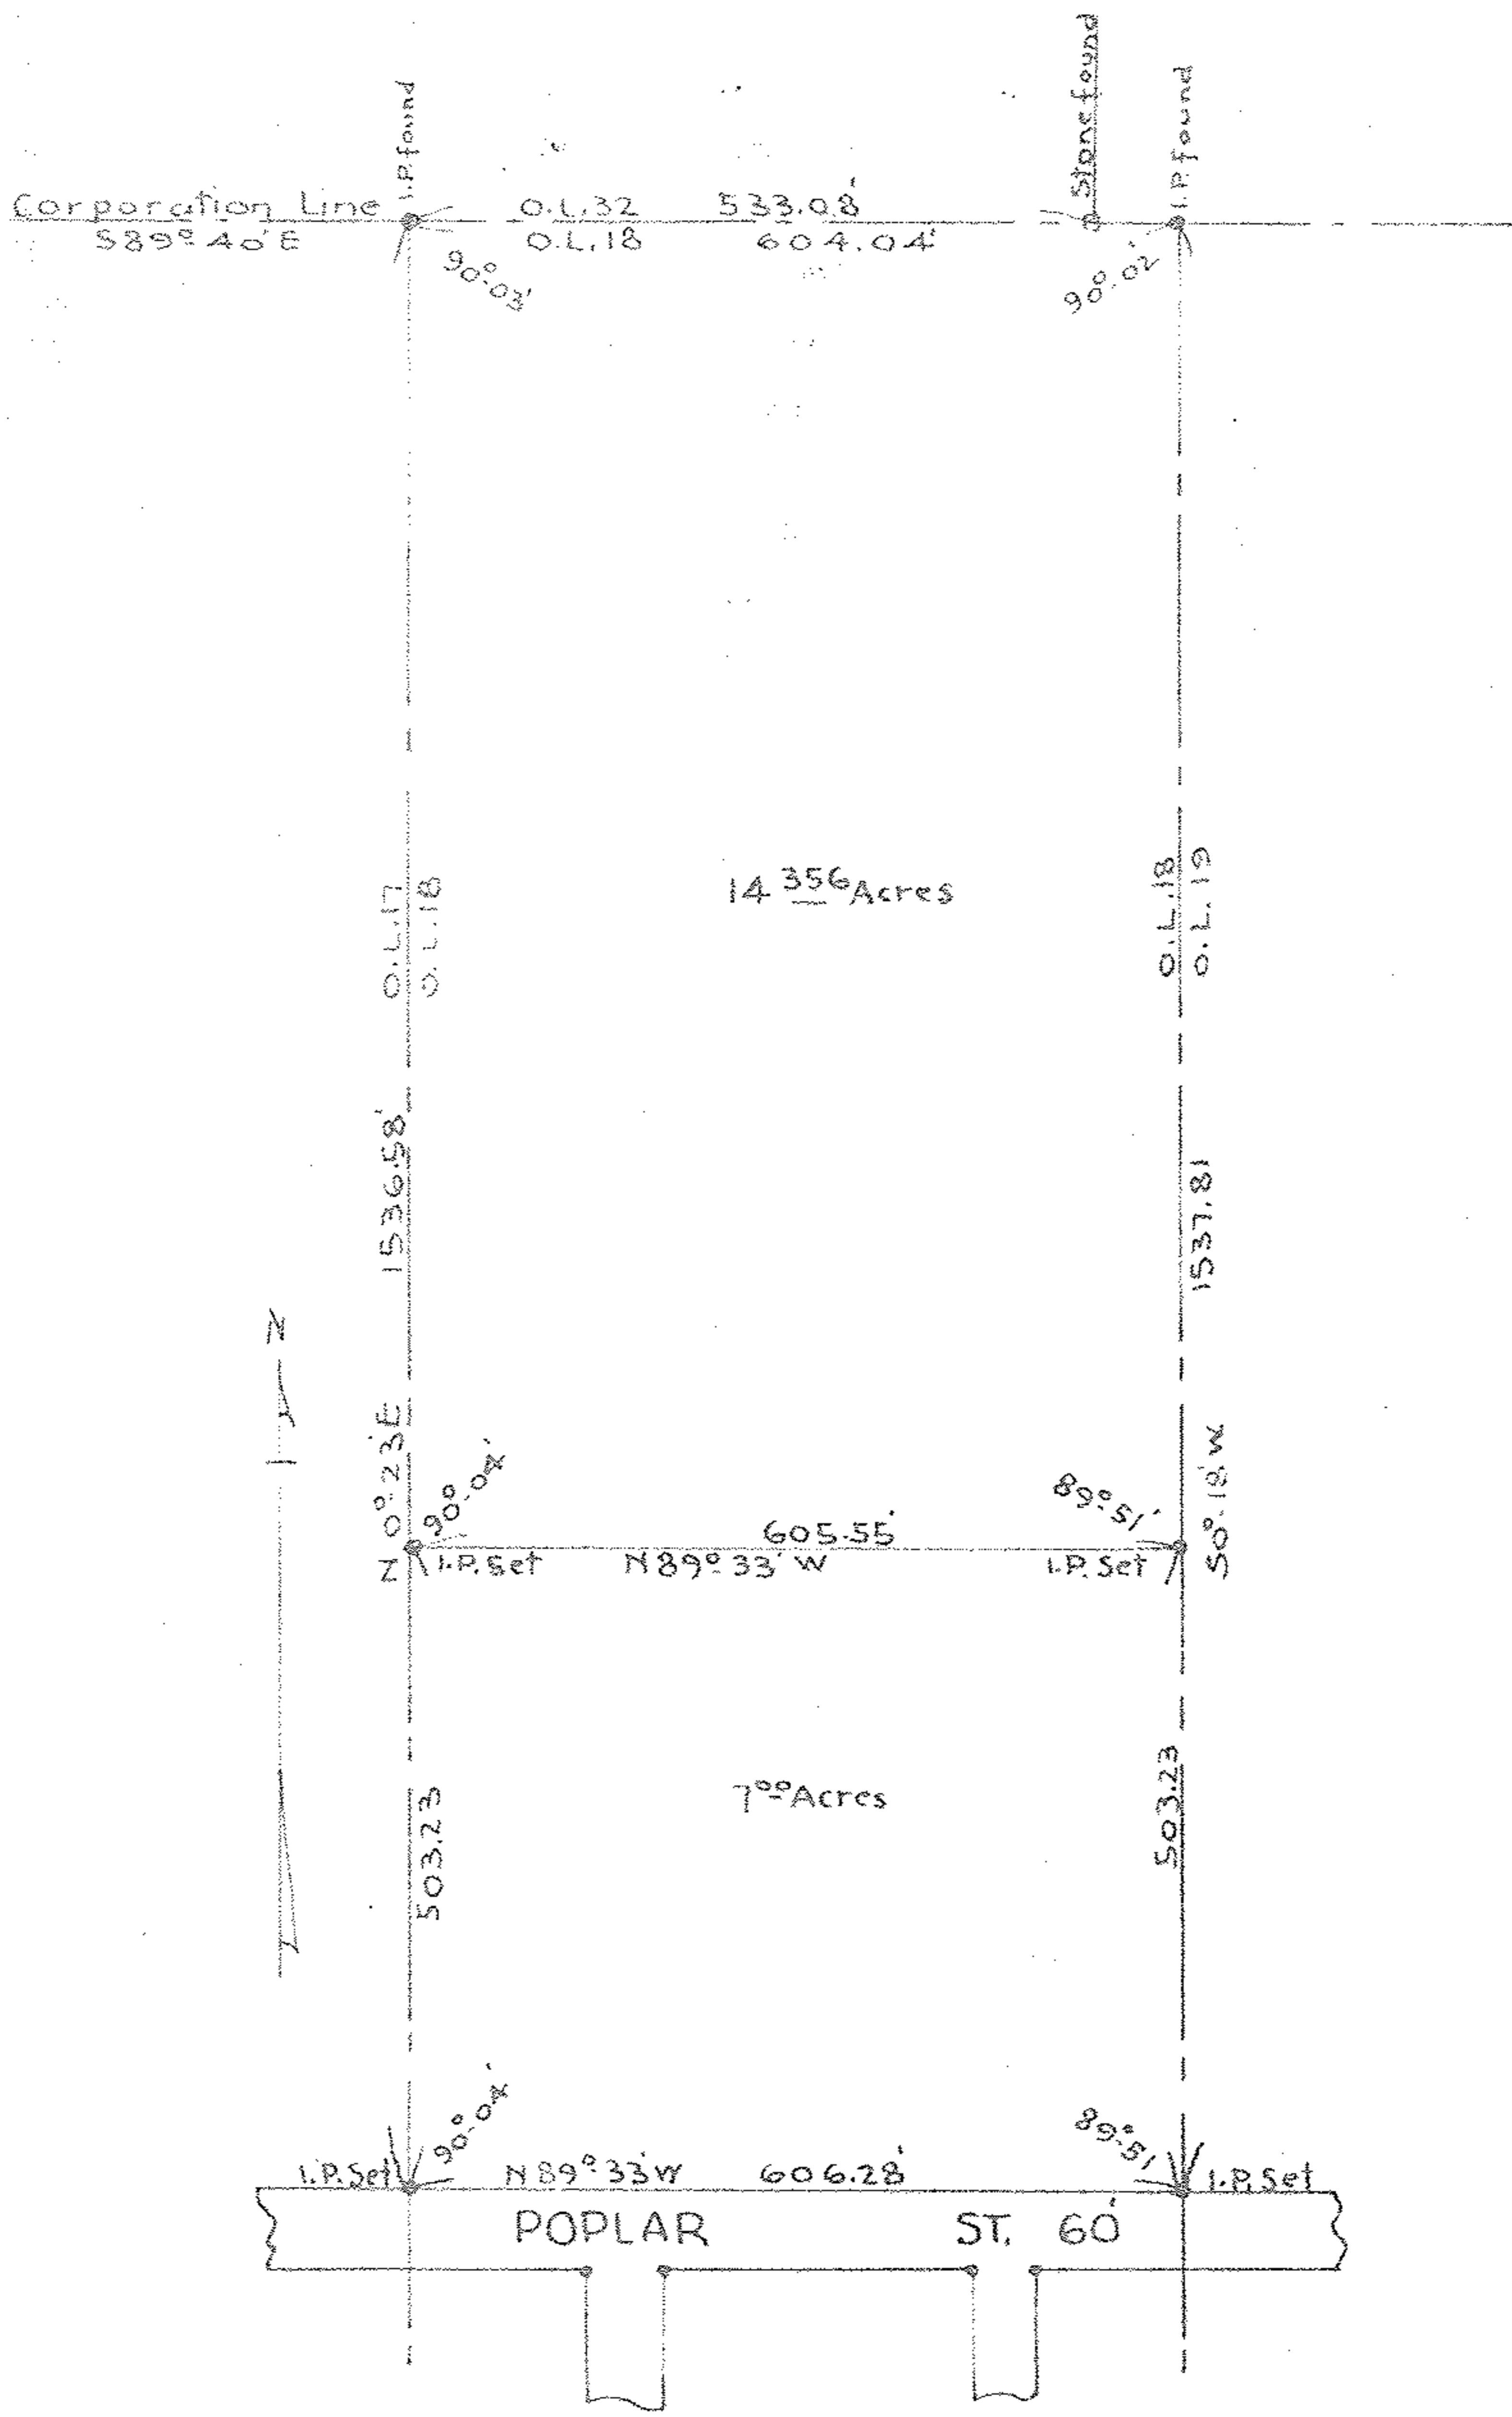 I.P. found
Stone found
I.P. found
Corporation Line
S89° 40' E
O.L. 32 533.08'
O.L. 18 604.04'
90°-03'
90°-02'
14 356 Acres
O.L. 17
O.L. 18
O.L. 18
O.L. 19
1536.58'
1537.81
N
N 0°-23' E
90°-04'
89°-51'
S0°-18' W
605.55'
I.P. Set N89° 33' W I.P. Set
7 00 Acres
503.23
503.23
90°-04'
89°-51'
I.P. Set N89° 33' W 606.28' I.P. Set
POPLAR ST. 60'